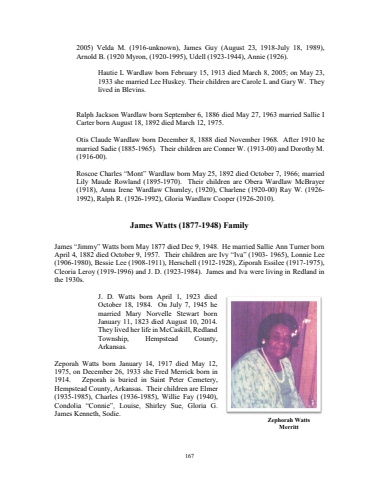 2005) Velda M. (1916-unknown), James Guy (August 23, 1918-July 18, 1989),
Arnold B. (1920 Myron, (1920-1995), Udell (1923-1944), Annie (1926).
Hautie L Wardlaw born February 15, 1913 died March 8, 2005; on May 23,
1933 she married Lee Huskey. Their children are Carole L and Gary W. They
lived in Blevins.
Ralph Jackson Wardlaw born September 6, 1886 died May 27, 1963 married Sallie I
Carter born August 18, 1892 died March 12, 1975.
Otis Claude Wardlaw born December 8, 1888 died November 1968. After 1910 he
married Sadie (1885-1965). Their children are Conner W. (1913-00) and Dorothy M.
(1916-00).
Roscoe Charles “Mont” Wardlaw born May 25, 1892 died October 7, 1966; married
Lily Maude Rowland (1895-1970). Their children are Obera Wardlaw McBrayer
(1918), Anna Irene Wardlaw Chumley, (1920), Charlene (1920-00) Ray W. (1926-
1992), Ralph R. (1926-1992), Gloria Wardlaw Cooper (1926-2010).
James Watts (1877-1948) Family
James “Jimmy” Watts born May 1877 died Dec 9, 1948. He married Sallie Ann Turner born
April 4, 1882 died October 9, 1957. Their children are Ivy “Iva” (1903- 1965), Lonnie Lee
(1906-1980), Bessie Lee (1908-1911), Herschell (1912-1928), Ziporah Essilee (1917-1975),
Cleoria Leroy (1919-1996) and J. D. (1923-1984). James and Iva were living in Redland in
the 1930s.
J. D. Watts born April 1, 1923 died
October 18, 1984. On July 7, 1945 he
married Mary Norvelle Stewart born
January 11, 1823 died August 10, 2014.
They lived her life in McCaskill, Redland
Township, Hempstead County,
Arkansas.
Zeporah Watts born January 14, 1917 died May 12,
1975, on December 26, 1933 she Fred Merrick born in
1914. Zeporah is buried in Saint Peter Cemetery,
Hempstead County, Arkansas. Their children are Elmer
(1935-1985), Charles (1936-1985), Willie Fay (1940),
Condolia “Connie”, Louise, Shirley Sue, Gloria G.
James Kenneth, Sodie.
Zephorah Watts
Merritt
167